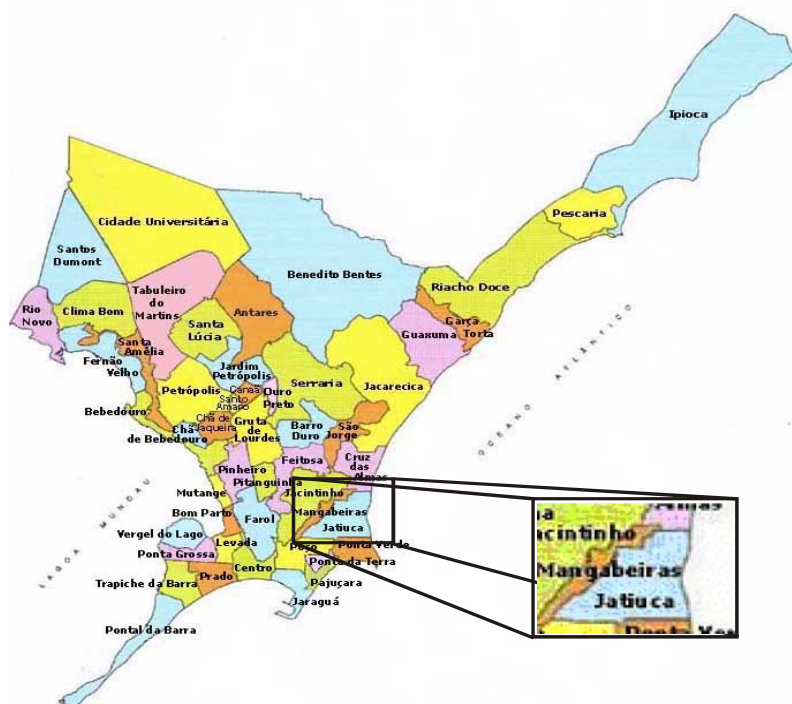 Ipioca
Pescaria
Cidade Universitária
Santos
Dumont
Benedito Bentes
Riacho Doce
Tabuleiro
do
Martins
Rio
Novo
Clima Bom
Antares
Garça
Torta
Guaxuma
Santa
Lúcia
Santa
Amélia
Fernão
Velho
Jardim
Petrópolis
Serraria
Jacarecica
Petrópolis
Canaã
Santo
Amaro
Ouro
Preto
Bebedouro
Chã de
Jaqueira
Chã
de Bebedouro
Gruta
de
Lourdes
Barro
Duro
São
Jorge
OCEANO ATLÂNTICO
Feitosa
Cruz
das
Almas
Pinheiro
Pitanguinha
Jacintinho
LAGOA MUNDAÚ
Mutange
Bom Parto
Mangabeiras
Farol
Jatiuca
Vergel do Lago
Levada
Poço
Ponta Verde
Ponta Grossa
Ponta da Terra
Centro
Trapiche da Barra
Prado
Pajuçara
Jaraguá
Pontal da Barra
Almas
acintinho
Mangabeiras
Jatiuca